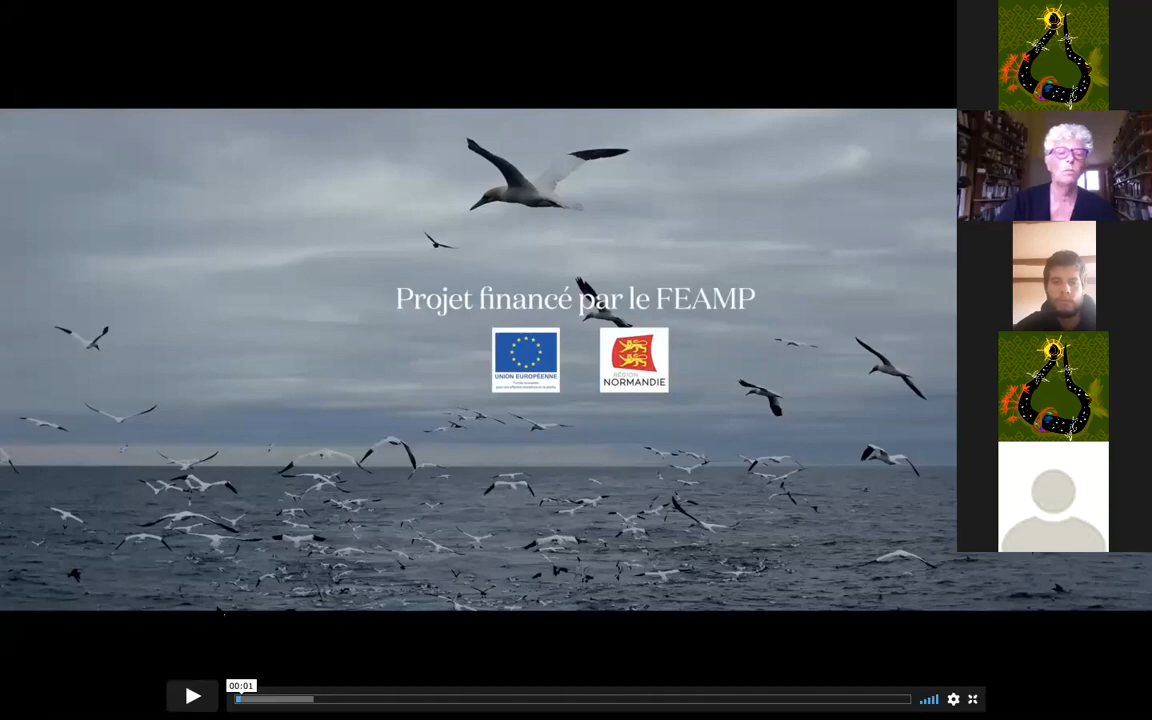 Projet financé par le FEAMP
UNION EUROPÉENNE
RÉGION
NORMANDIE
00:01